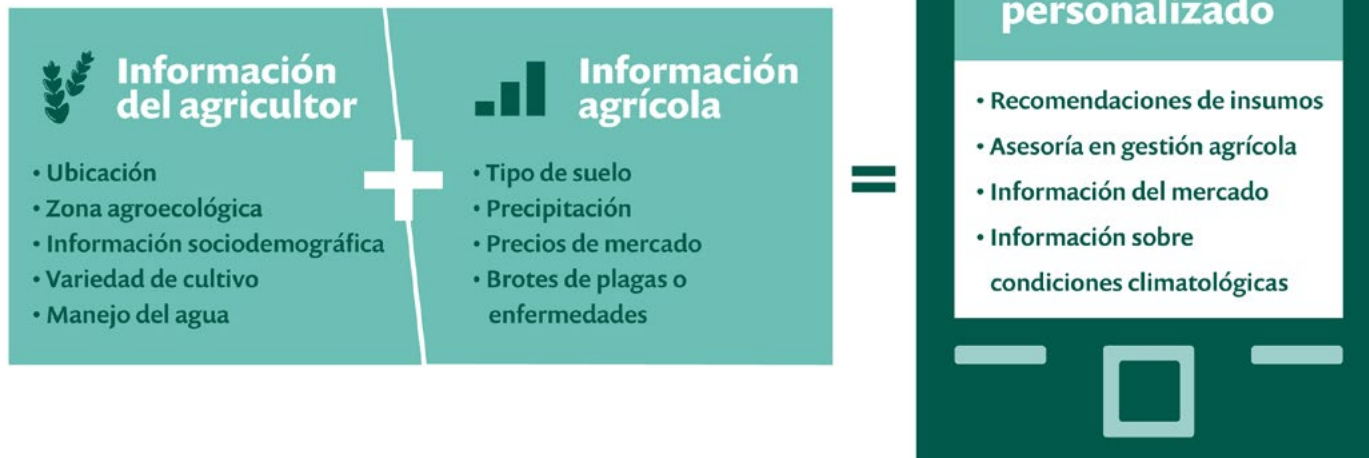 Información
del agricultor
• Ubicación
• Zona agroecológica
• Información sociodemográfica
• Variedad de cultivo
• Manejo del agua
+
Información
agrícola
• Tipo de suelo
• Precipitación
• Precios de mercado
• Brotes de plagas o
enfermedades
=
personalizado
• Recomendaciones de insumos
• Asesoría en gestión agrícola
• Información del mercado
• Información sobre
condiciones climatológicas